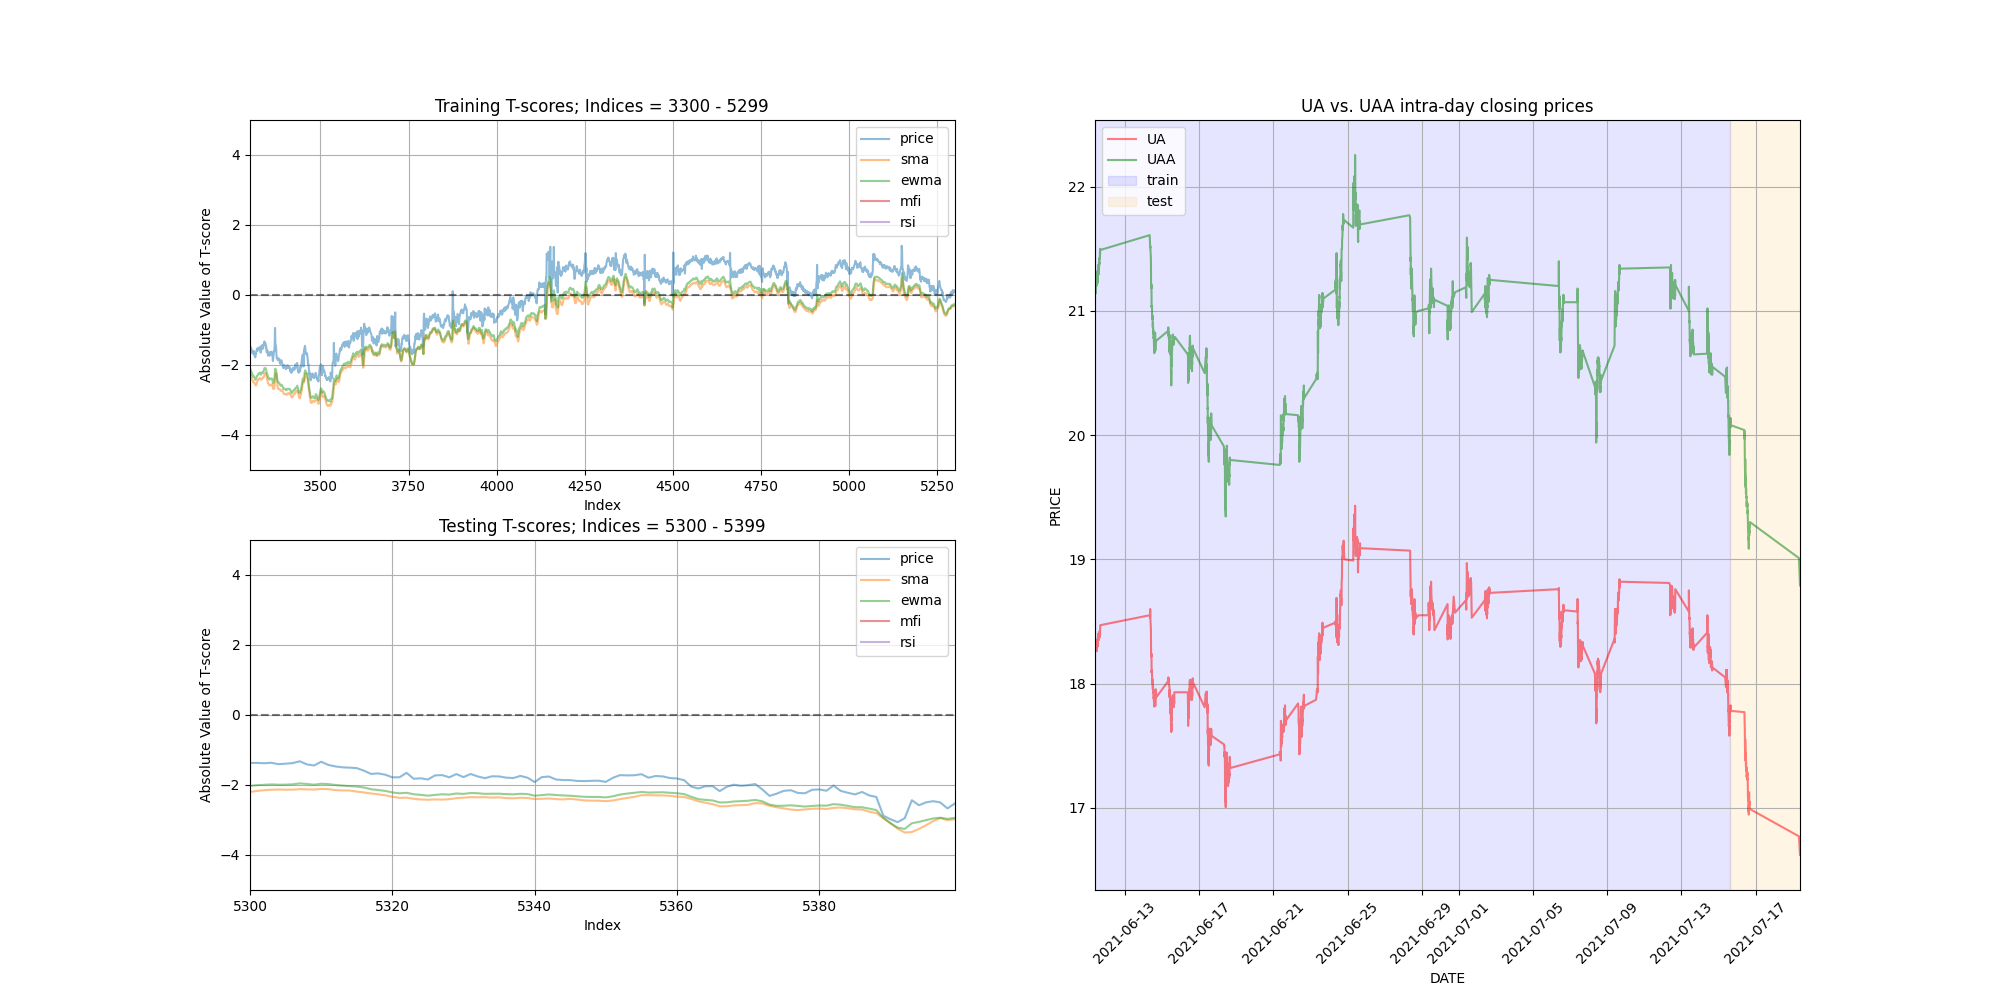 Training T-scores; Indices = 3300 - 5299
Absolute Value of T-score
4
2
0
−2
−4
price
sma
ewma
mfi
rsi
3500 3750 4000 4250 4500 4750 5000 5250
Index
Testing T-scores; Indices = 5300 - 5399
Absolute Value of T-score
4
2
0
−2
−4
price
sma
ewma
mfi
rsi
5300 5320 5340 5360 5380
Index
UA vs. UAA intra-day closing prices
PRICE
22
21
20
19
18
17
UA
UAA
train
test
2021-06-13 2021-06-17 2021-06-21 2021-06-25 2021-06-29 2021-07-01 2021-07-05 2021-07-09 2021-07-13 2021-07-17
DATE